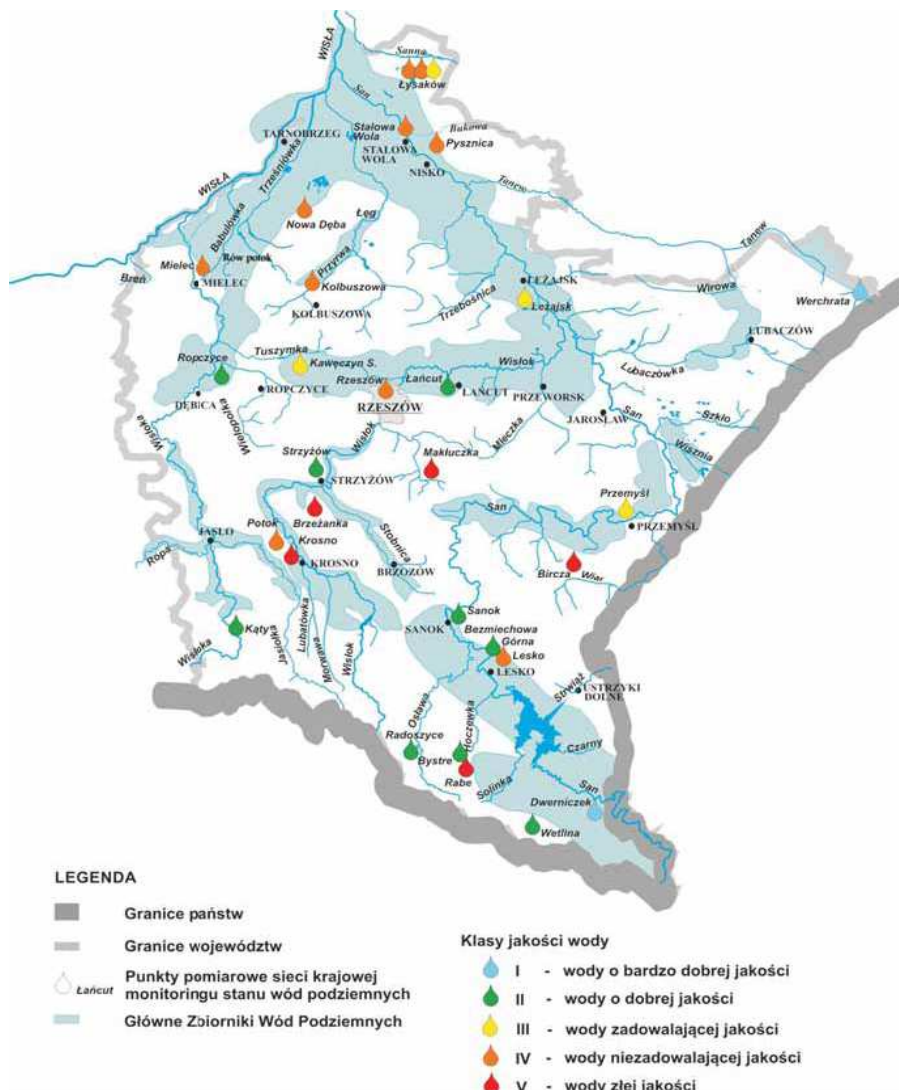 WISŁA
Sanna
Łysaków
San
Stalowa
Wola
Bukowa
Pysznica
TARNOBRZEG
STALOWA
WOLA
NISKO
Trześniówka
WISŁA
Tanew
Łęg
Nowa Dęba
Babulówka
Tanew
Rów potok
Mielec
MIELEC
Breń
Przyrwa
Kolbuszowa
KOLBUSZOWA
Trzebośnica
LEŻAJSK
Leżajsk
Wirowa
Werchrata
LUBACZÓW
Tuszymka
Ropczyce
Kawęczyn S.
Wisłok
Lubaczówka
Rzeszów
Łańcut
ŁAŃCUT
ROPCZYCE
DĘBICA
RZESZÓW
PRZEWORSK
JAROSŁAW
San
Szkło
Wisłoka
Wielopolka
Wisłok
Mleczka
Wisznia
Strzyżów
STRZYŻÓW
Makłuczka
Przemyśl
San
PRZEMYŚL
Brzeżanka
Potok
JASŁO
Krosno
KROSNO
Stobnica
BRZOZÓW
Ropa
Bircza
Wiar
Kąty
Wisłoka
Jasiołka
Lubatówka
Morwawa
Wisłok
Sanok
SANOK
Bezmiechowa
Górna
Lesko
LESKO
Strwiąż
USTRZYKI
DOLNE
Osława
Hoczewka
Radoszyce
Bystre
Rabe
Czarny
Solinka
San
Dwerniczek
Wetlina
LEGENDA
Granice państw
Granice województw
Łańcut
Punkty pomiarowe sieci krajowej
monitoringu stanu wód podziemnych
Główne Zbiorniki Wód Podziemnych
Klasy jakości wody
I - wody o bardzo dobrej jakości
II - wody o dobrej jakości
III - wody zadowalającej jakości
IV - wody niezadowalającej jakości
V - wody złej jakości